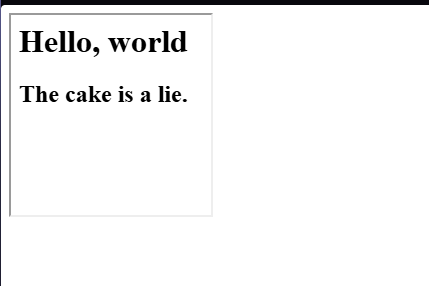 Hello, world
The cake is a lie.